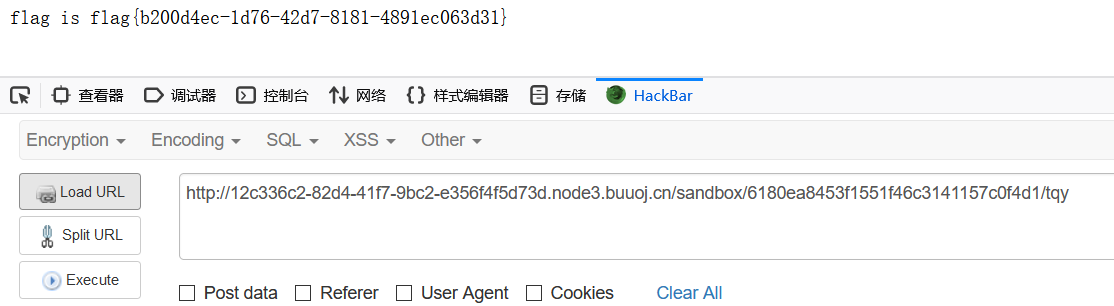 flag is flag{b200d4ec-1d76-42d7-8181-4891ec063d31}
查看器 调试器 控制台 网络 样式编辑器 存储 HackBar
Encryption Encoding SQL XSS Other
Load URL
http://12c336c2-82d4-41f7-9bc2-e356f4f5d73d.node3.buuoj.cn/sandbox/6180ea8453f1551f46c3141157c0f4d1/tqy
Split URL
Execute
Post data Referer User Agent Cookies Clear All